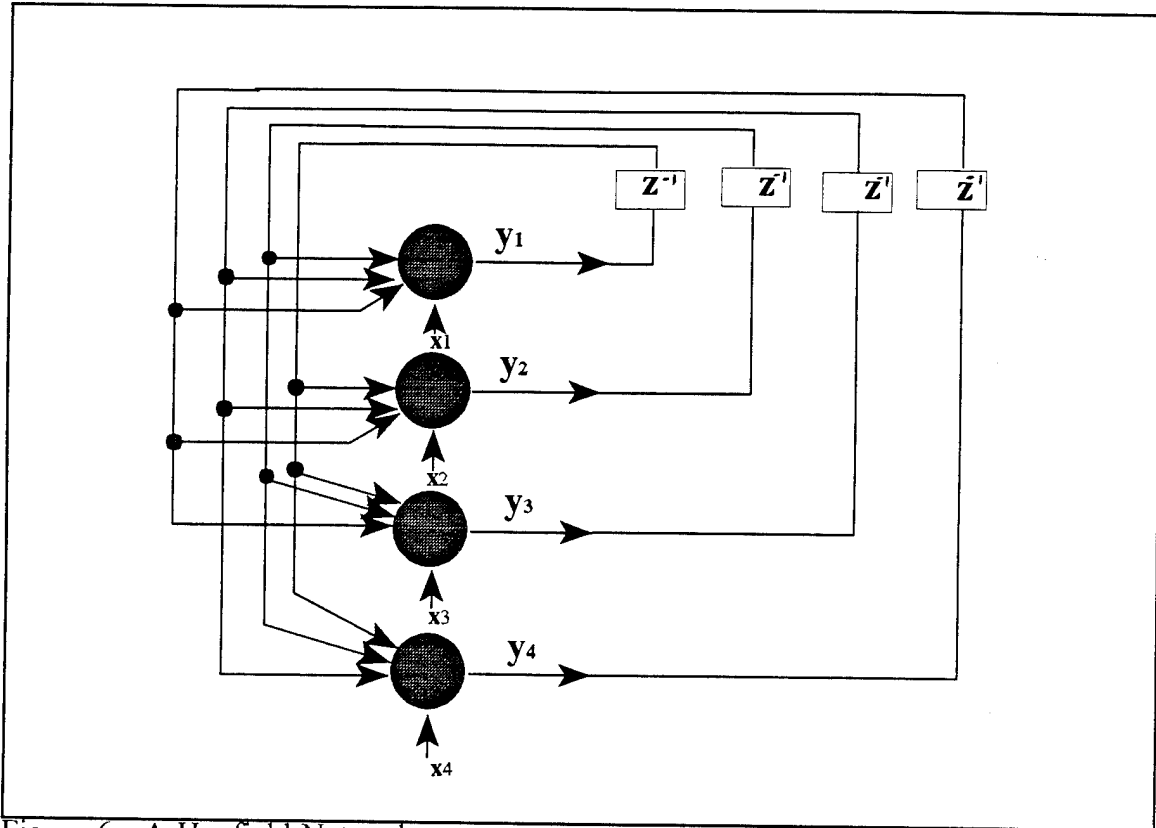 z⁻¹ z⁻¹ z⁻¹ z⁻¹
y1
x1
y2
x2
y3
x3
y4
x4
A Hopfield Network